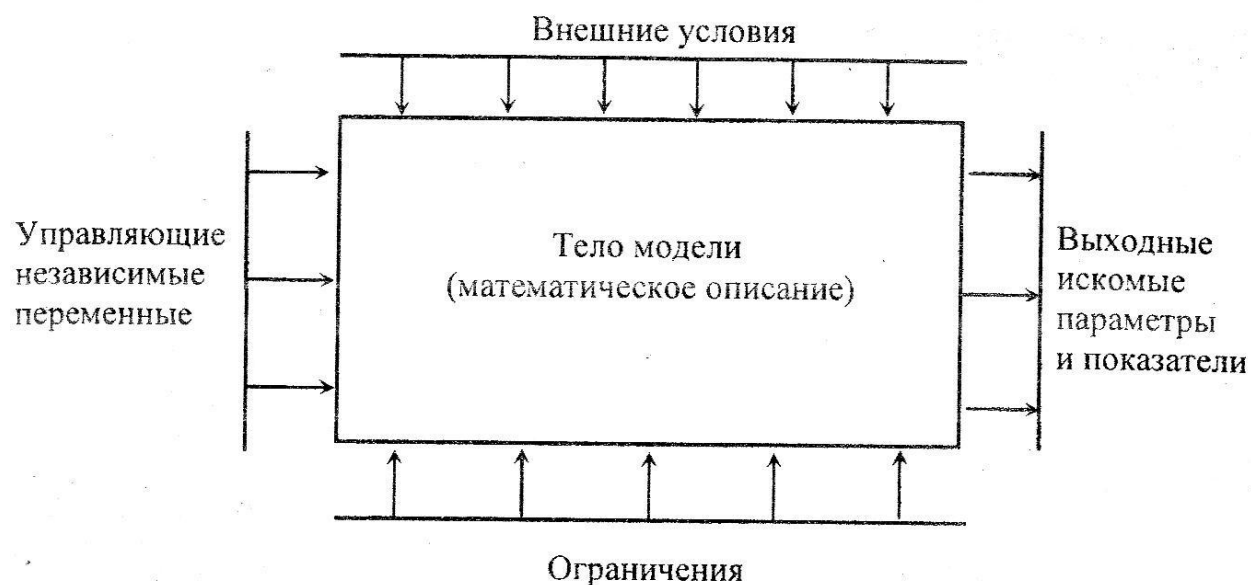 Внешние условия
Управляющие
независимые
переменные
Тело модели
(математическое описание)
Выходные
искомые
параметры
и показатели
Ограничения